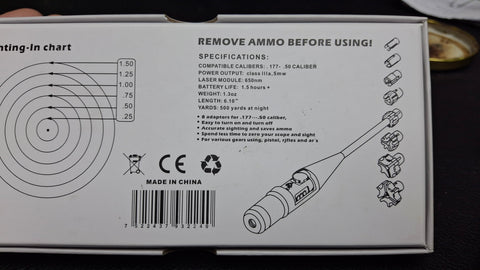 nting-In chart
1.50
1.25
1.00
.75
.50
.25
REMOVE AMMO BEFORE USING!
SPECIFICATIONS:
COMPATIBLE CALIBERS: .177- .50 CALIBER
POWER OUTPUT: class IIIa,5mw
LASER MODULE: 650nm
BATTERY LIFE: 1.5 hours+
WEIGHT: 1.3oz
LENGTH: 6.10"
YARDS: 500 yards at night
• 8 adapters for .177---.50 caliber,
• Easy to turn on and turn off
• Accurate sighting and saves ammo
• Spend less time to zero your scope and sight
• For various gears using, pistol, rifles and ar's
CE
MADE IN CHINA